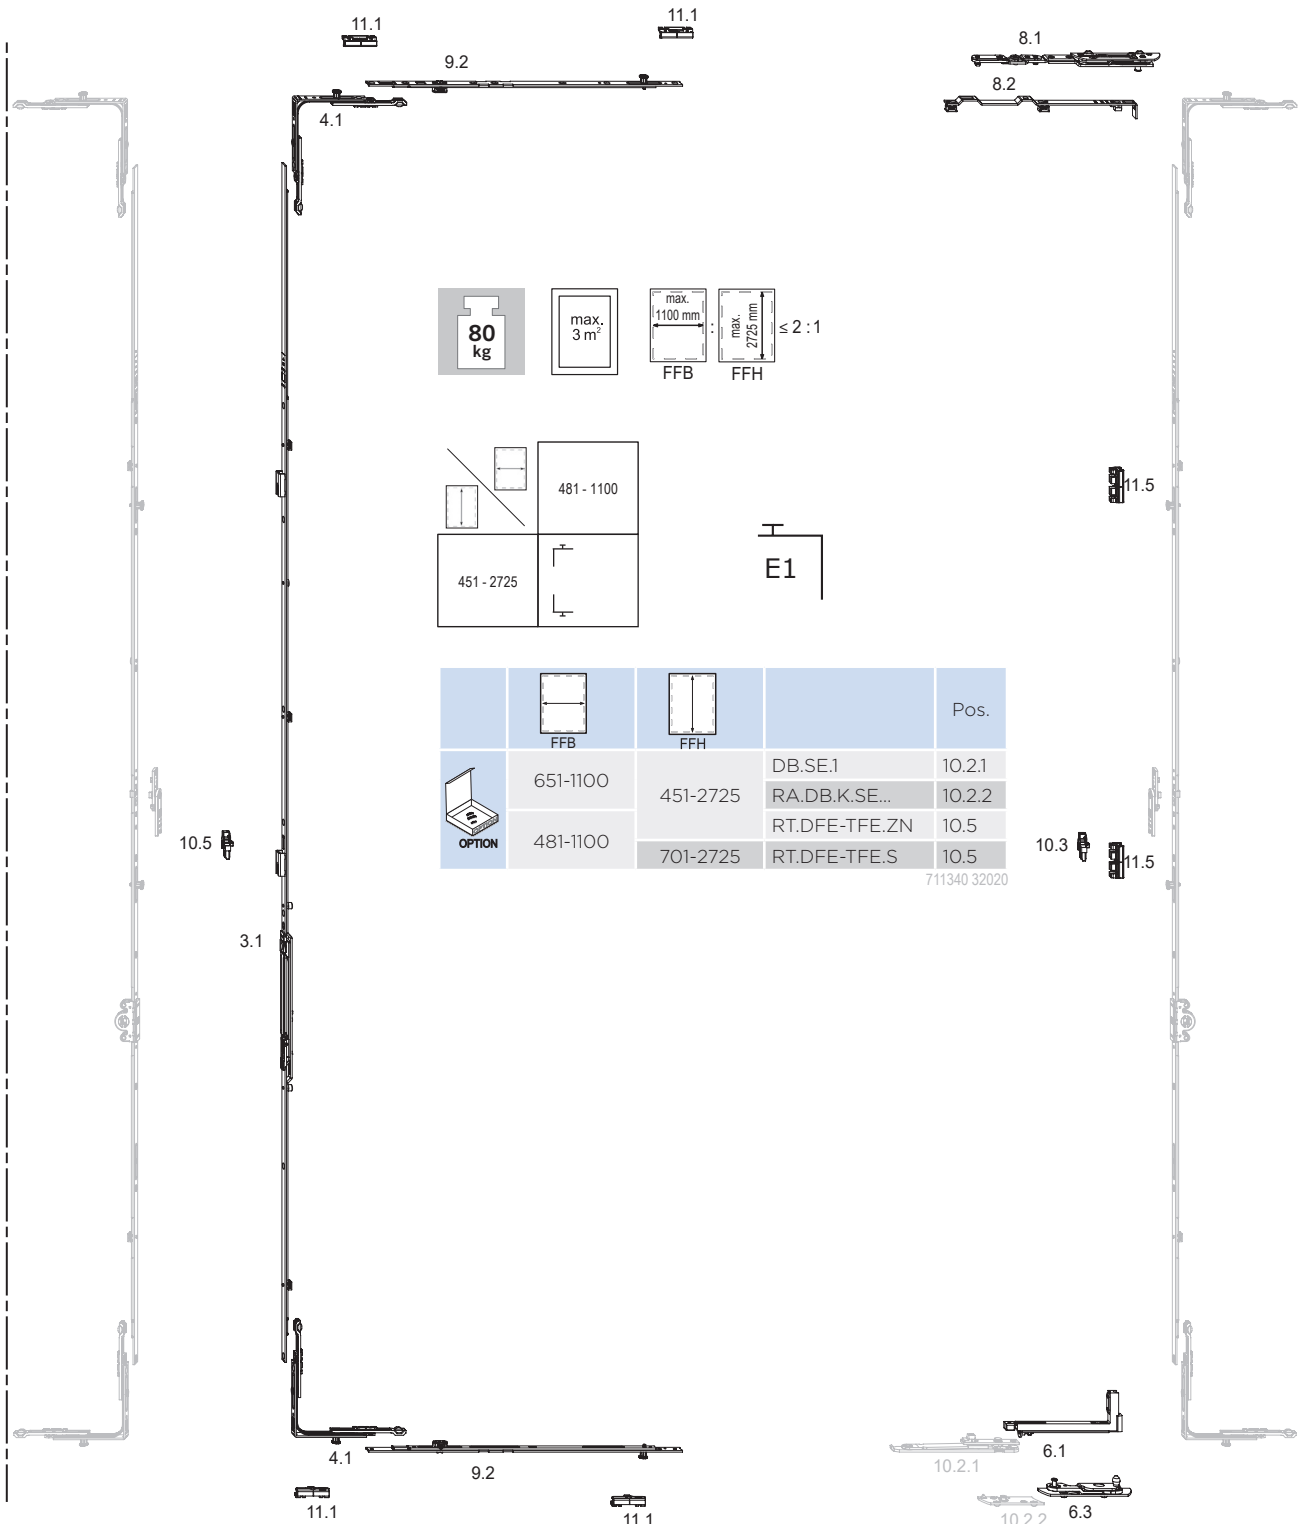 11.1
11.1
8.1
9.2
8.2
4.1
80
kg
max.
3 m²
max.
1100 mm
:
max.
2725 mm
≤ 2 : 1
FFB
FFH
481 - 1100
451 - 2725
E1
11.5
FFB
FFH
Pos.
OPTION
651-1100
451-2725
DB.SE.1
10.2.1
RA.DB.K.SE...
10.2.2
481-1100
RT.DFE-TFE.ZN
10.5
701-2725
RT.DFE-TFE.S
10.5
711340 32020
10.5
10.3
11.5
3.1
4.1
9.2
10.2.1
6.1
11.1
11.1
10.2.2
6.3